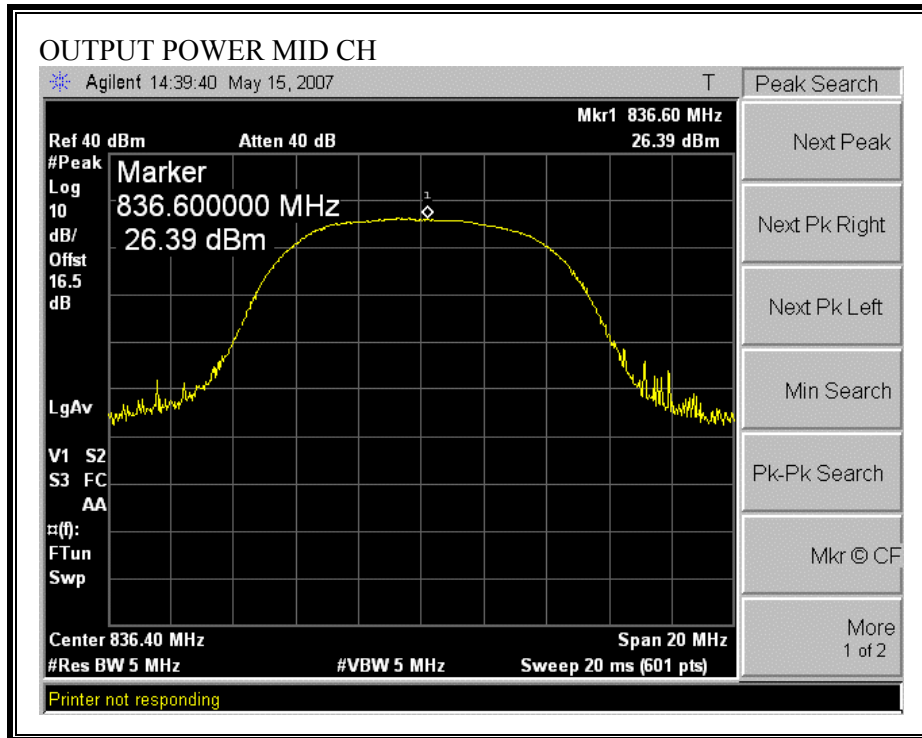 OUTPUT POWER MID CH
Agilent 14:39:40 May 15, 2007 T
Peak Search
Mkr1 836.60 MHz
Ref 40 dBm Atten 40 dB 26.39 dBm
#Peak
Log
10
dB/
Offst
16.5
dB
Marker
836.600000 MHz
26.39 dBm
1
LgAv
V1 S2
S3 FC
AA
¤(f):
FTun
Swp
Center 836.40 MHz Span 20 MHz
#Res BW 5 MHz #VBW 5 MHz Sweep 20 ms (601 pts)
Printer not responding
Next Peak
Next Pk Right
Next Pk Left
Min Search
Pk-Pk Search
Mkr © CF
More
1 of 2